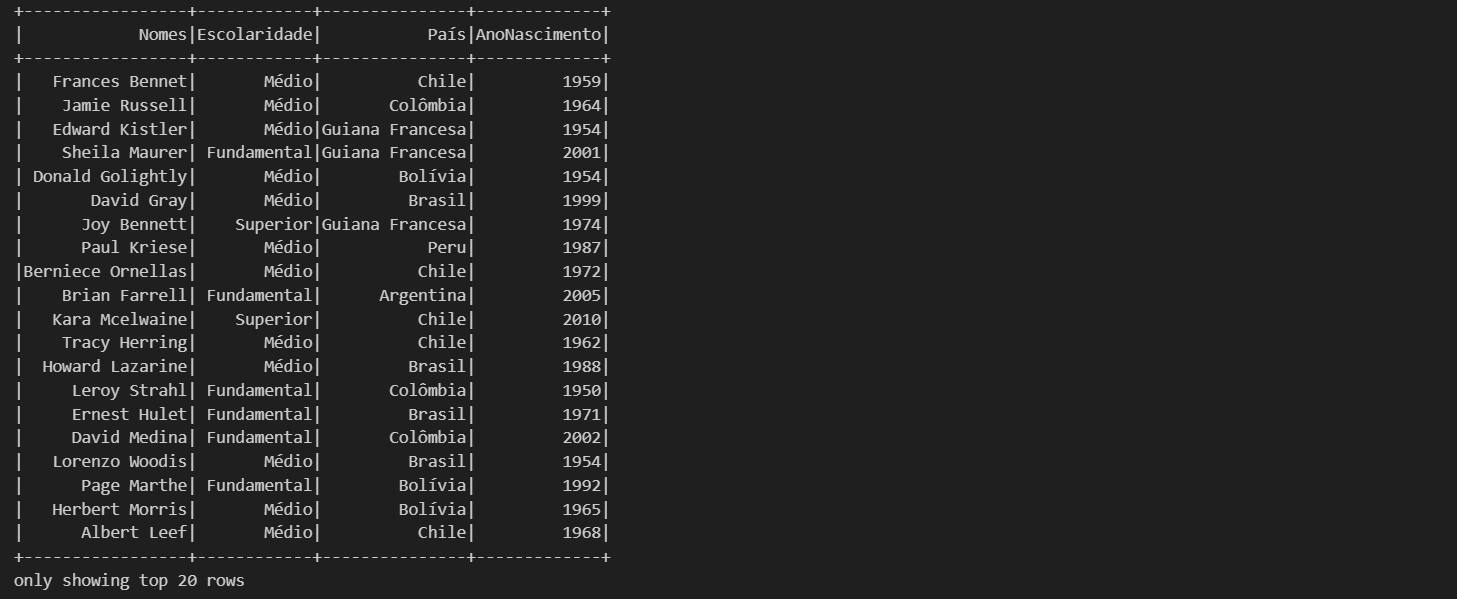 +-----------------+------------+---------------+-------------+
|            Nomes|Escolaridade|           País|AnoNascimento|
+-----------------+------------+---------------+-------------+
|   Frances Bennet|       Médio|          Chile|         1959|
|    Jamie Russell|       Médio|       Colômbia|         1964|
|   Edward Kistler|       Médio|Guiana Francesa|         1954|
|    Sheila Maurer| Fundamental|Guiana Francesa|         2001|
| Donald Golightly|       Médio|        Bolívia|         1954|
|       David Gray|       Médio|         Brasil|         1999|
|      Joy Bennett|    Superior|Guiana Francesa|         1974|
|      Paul Kriese|       Médio|           Peru|         1987|
|Berniece Ornellas|       Médio|          Chile|         1972|
|    Brian Farrell| Fundamental|      Argentina|         2005|
|   Kara Mcelwaine|    Superior|          Chile|         2010|
|    Tracy Herring|       Médio|          Chile|         1962|
|  Howard Lazarine|       Médio|         Brasil|         1988|
|     Leroy Strahl| Fundamental|       Colômbia|         1950|
|     Ernest Hulet| Fundamental|         Brasil|         1971|
|     David Medina| Fundamental|       Colômbia|         2002|
|   Lorenzo Woodis|       Médio|         Brasil|         1954|
|      Page Marthe| Fundamental|        Bolívia|         1992|
|   Herbert Morris|       Médio|        Bolívia|         1965|
|      Albert Leef|       Médio|          Chile|         1968|
+-----------------+------------+---------------+-------------+
only showing top 20 rows